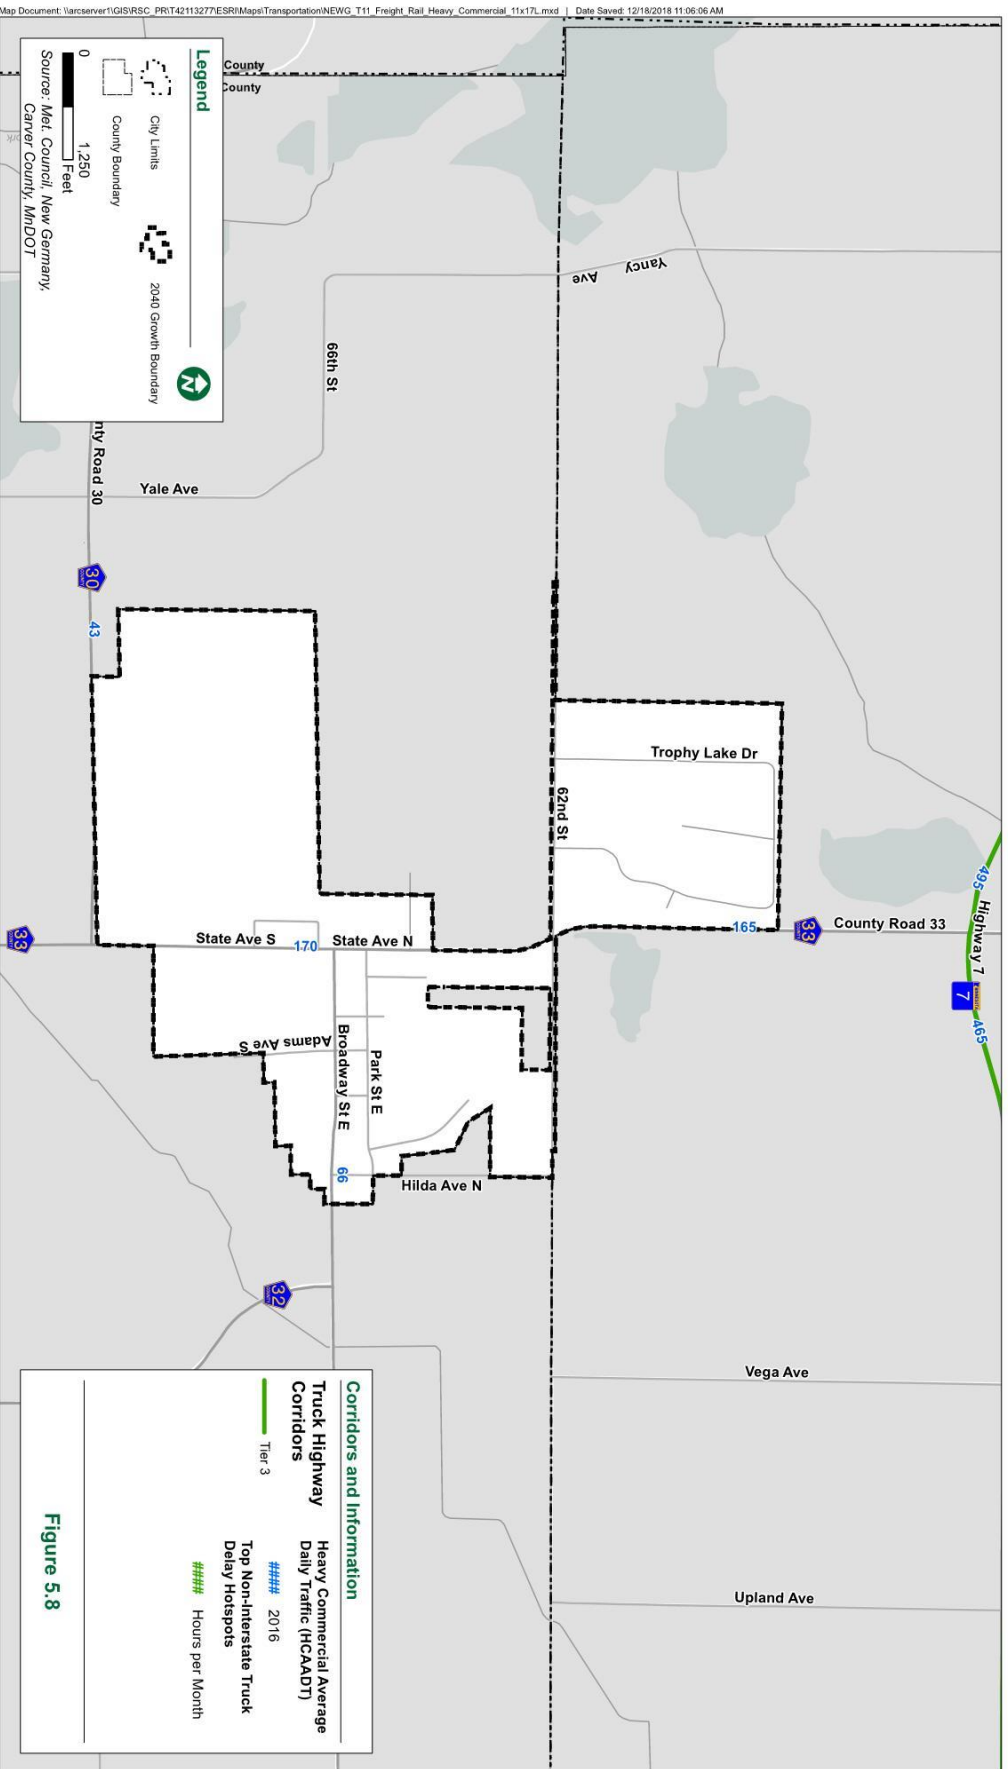 Map Document: \\arcserver1\GIS\RSC_PR\T42113277\ESRI\Maps\Transportation\NEWG_T11_Freight_Rail_Heavy_Commercial_11x17L.mxd | Date Saved: 12/18/2018 11:06:06 AM
County
County
Legend
City Limits
County Boundary
2040 Growth Boundary
N
0
1,250
Feet
Source: Met. Council, New Germany,
Carver County, MnDOT
Yancy
Ave
66th St
Yale Ave
nty Road 30
30
43
Trophy Lake Dr
62nd St
495
Highway 7
7
465
County Road 33
33
165
State Ave N
170
State Ave S
33
Adams Ave S
Broadway St E
Park St E
66
Hilda Ave N
32
Vega Ave
Upland Ave
Corridors and Information
Truck Highway
Corridors
Tier 3
Heavy Commercial Average
Daily Traffic (HCAADT)
#### 2016
Top Non-Interstate Truck
Delay Hotspots
#### Hours per Month
Figure 5.8